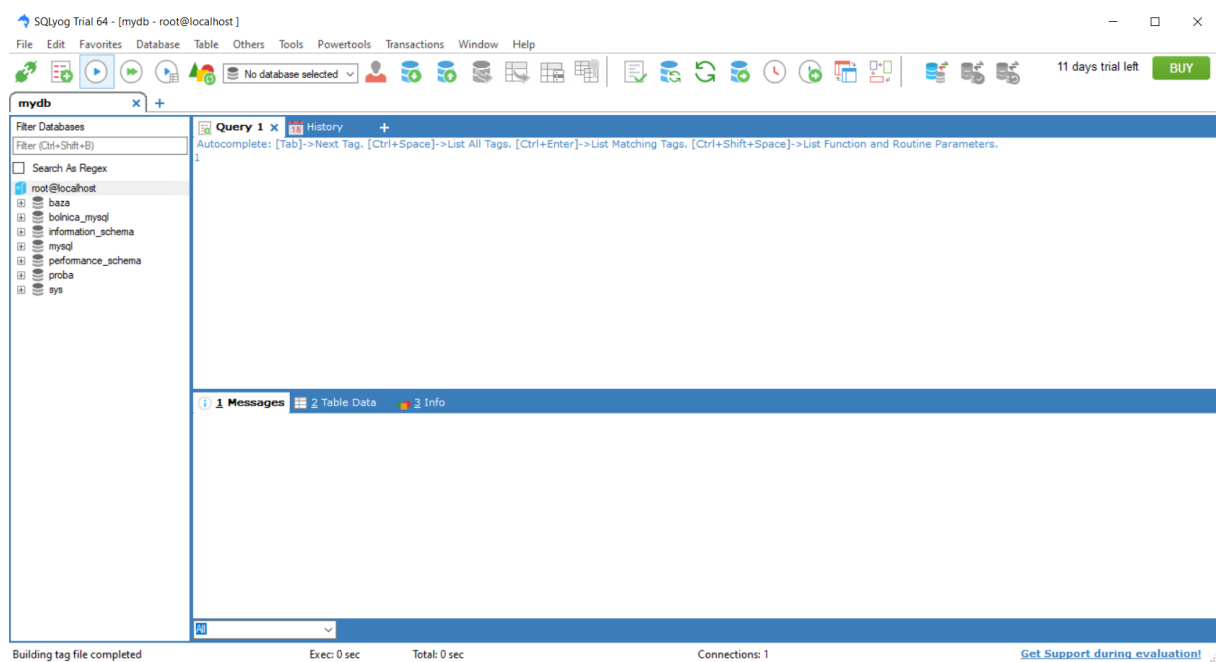 SQLyog Trial 64 - [mydb - root@localhost ]
File Edit Favorites Database Table Others Tools Powertools Transactions Window Help
No database selected
11 days trial left
BUY
mydb
Filter Databases
Filter (Ctrl+Shift+B)
Search As Regex
root@localhost
baza
bolnica_mysql
information_schema
mysql
performance_schema
proba
sys
Query 1
18
History
Autocomplete: [Tab]->Next Tag. [Ctrl+Space]->List All Tags. [Ctrl+Enter]->List Matching Tags. [Ctrl+Shift+Space]->List Function and Routine Parameters.
1
1 Messages 2 Table Data 3 Info
All
Building tag file completed Exec: 0 sec Total: 0 sec Connections: 1 Get Support during evaluation!